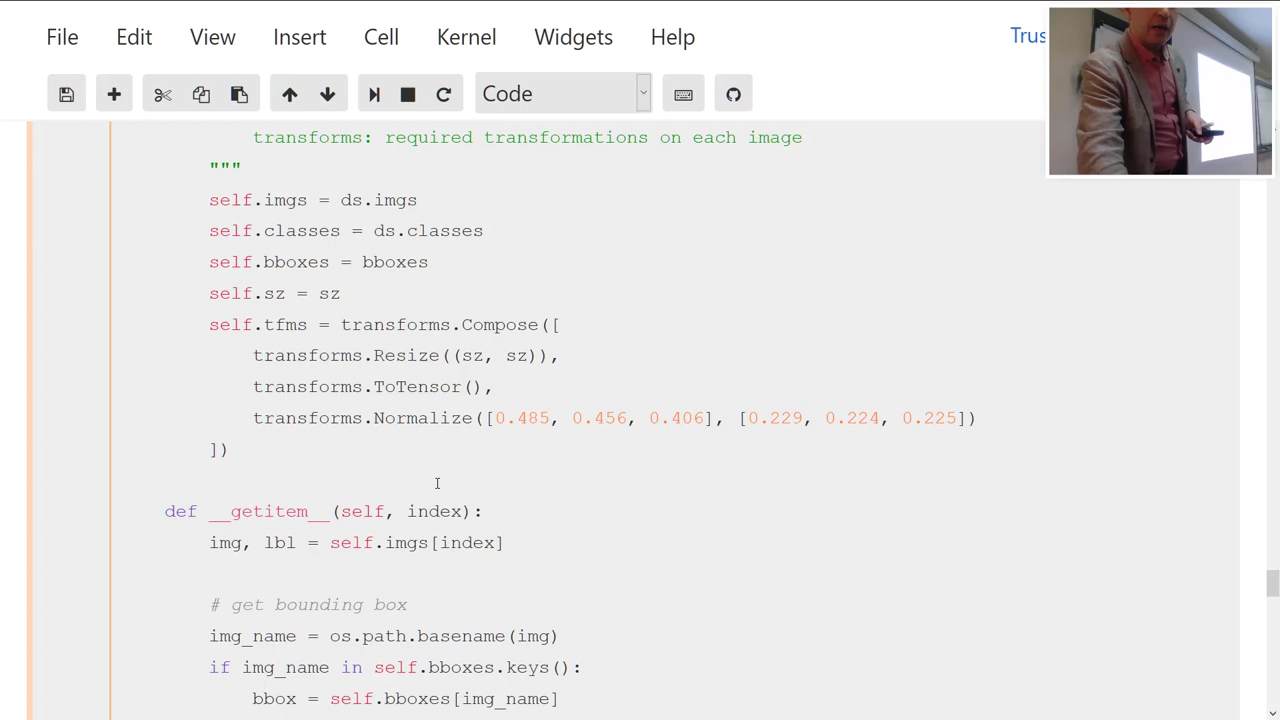 File Edit View Insert Cell Kernel Widgets Help Trus
Code
transforms: required transformations on each image
"""
self.imgs = ds.imgs
self.classes = ds.classes
self.bboxes = bboxes
self.sz = sz
self.tfms = transforms.Compose([
transforms.Resize((sz, sz)),
transforms.ToTensor(),
transforms.Normalize([0.485, 0.456, 0.406], [0.229, 0.224, 0.225])
])
def __getitem__(self, index):
img, lbl = self.imgs[index]
# get bounding box
img_name = os.path.basename(img)
if img_name in self.bboxes.keys():
bbox = self.bboxes[img_name]